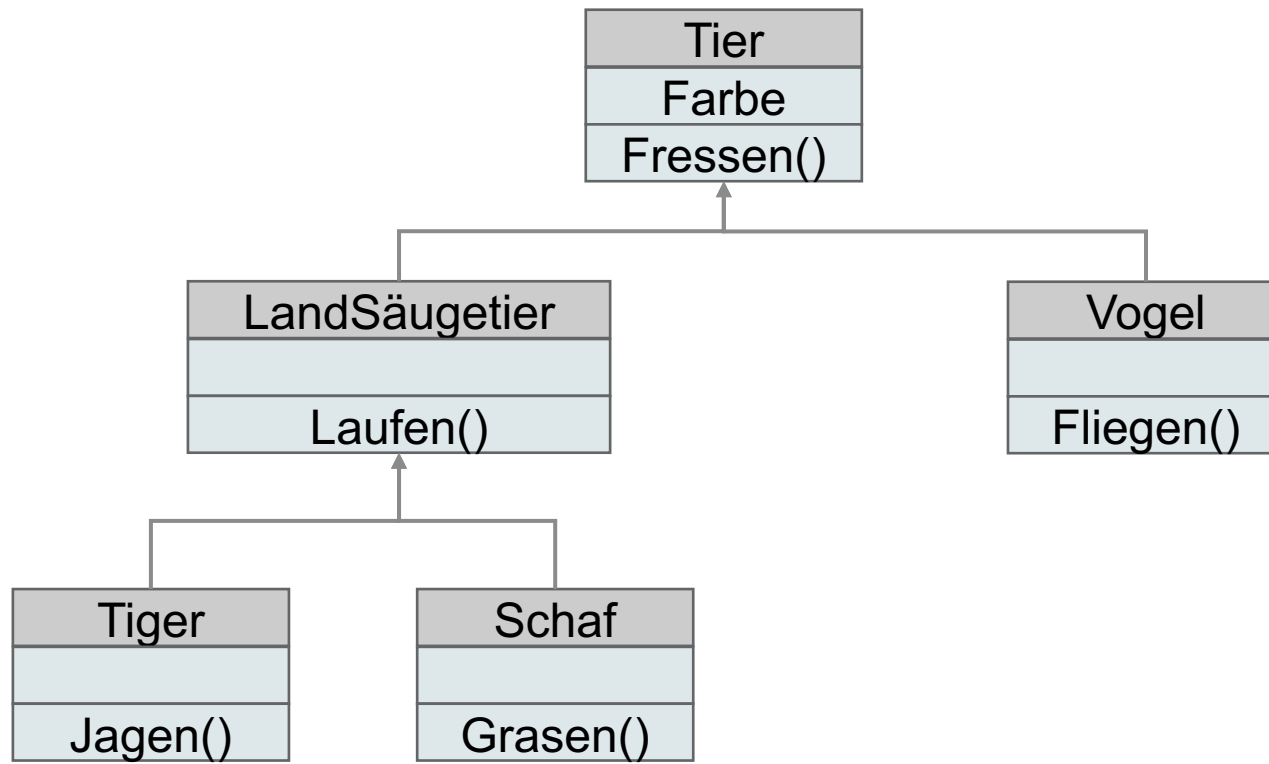 Tier
Farbe
Fressen()
LandSäugetier
Laufen()
Vogel
Fliegen()
Tiger
Jagen()
Schaf
Grasen()